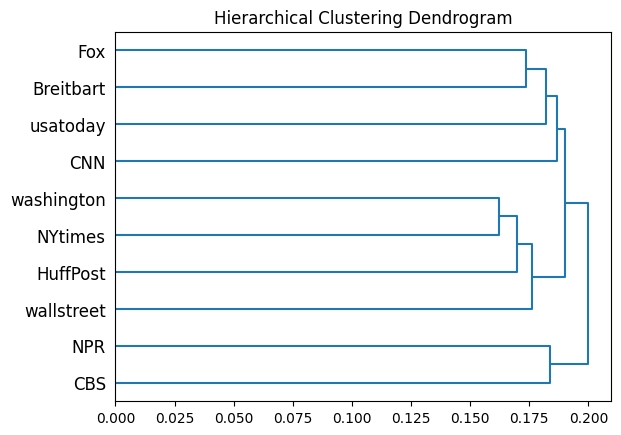 Hierarchical Clustering Dendrogram
Fox
Breitbart
usatoday
CNN
washington
NYtimes
HuffPost
wallstreet
NPR
CBS
0.000 0.025 0.050 0.075 0.100 0.125 0.150 0.175 0.200